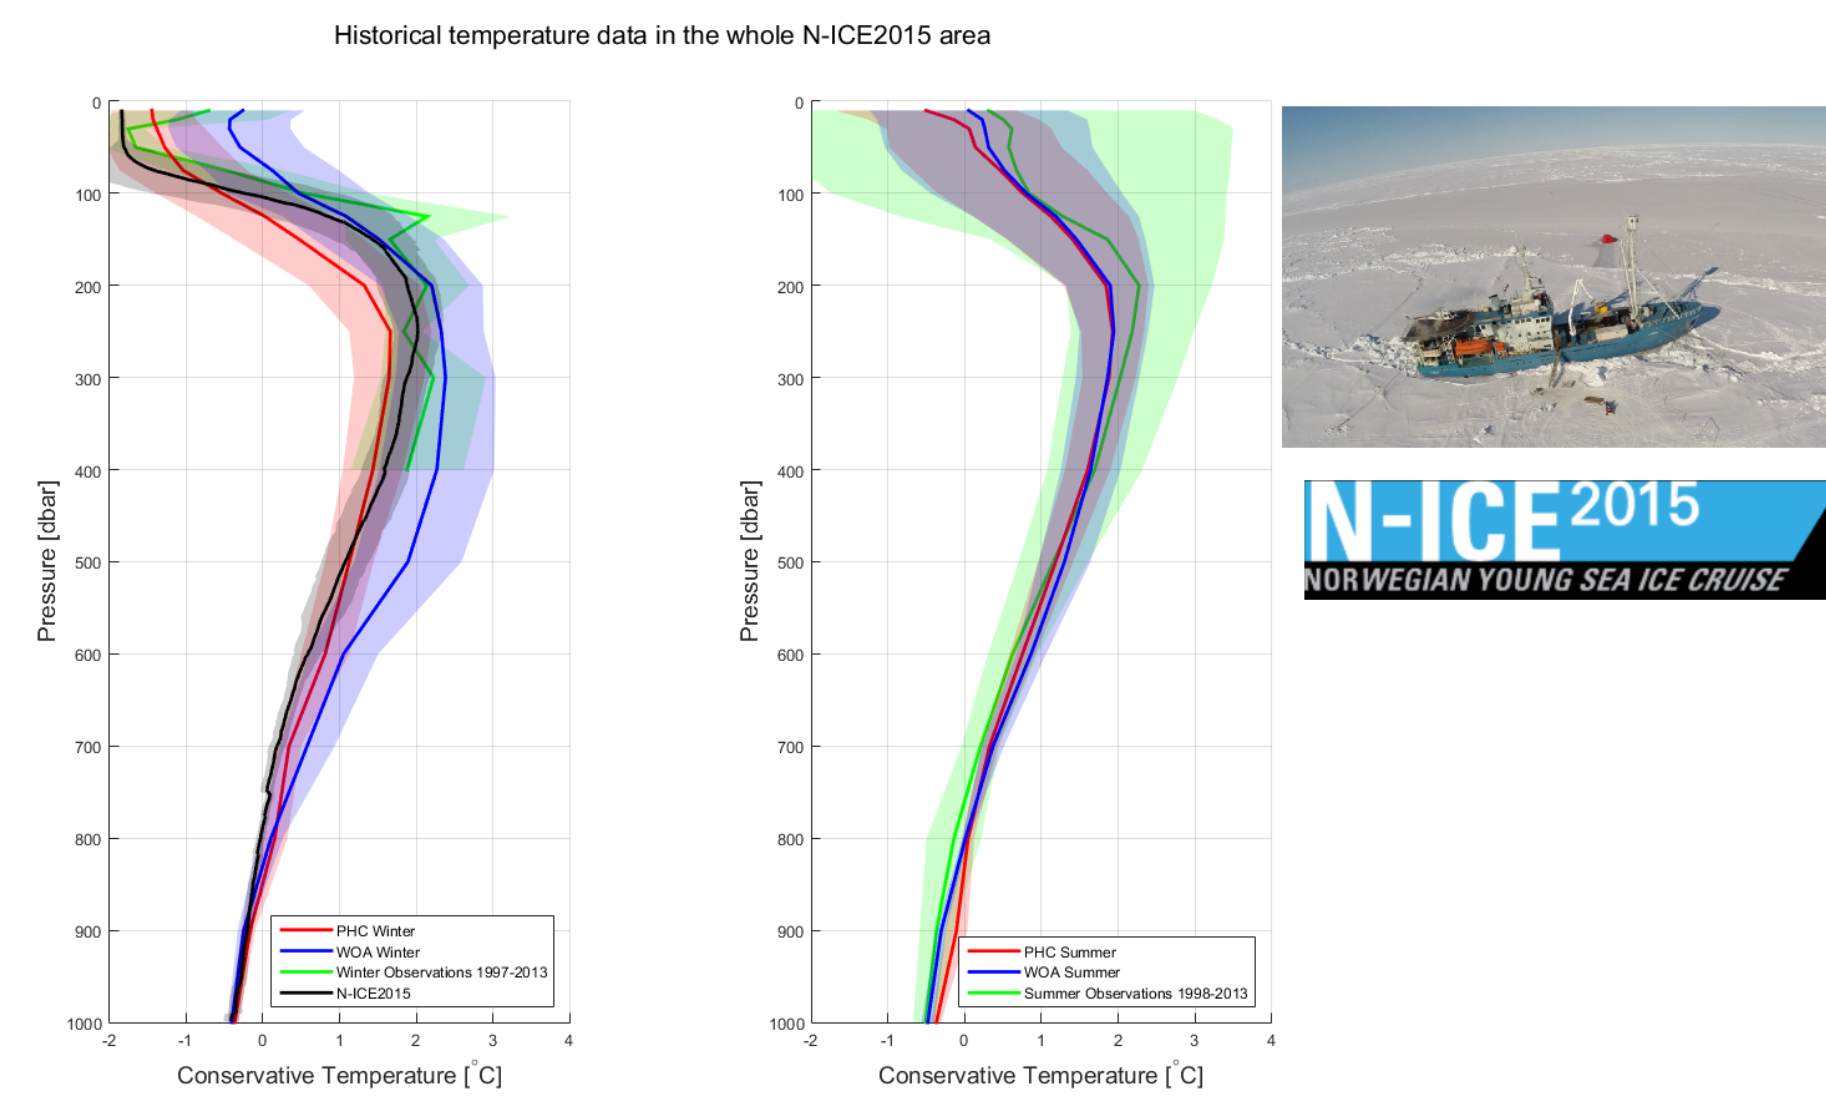 Historical temperature data in the whole N-ICE2015 area
0
100
200
300
400
500
600
700
800
900
1000
Pressure [dbar]
-2 -1 0 1 2 3 4
Conservative Temperature [°C]
PHC Winter
WOA Winter
Winter Observations 1997-2013
N-ICE2015
0
100
200
300
400
500
600
700
800
900
1000
Pressure [dbar]
-2 -1 0 1 2 3 4
Conservative Temperature [°C]
PHC Summer
WOA Summer
Summer Observations 1998-2013
N-ICE2015
NORWEGIAN YOUNG SEA ICE CRUISE